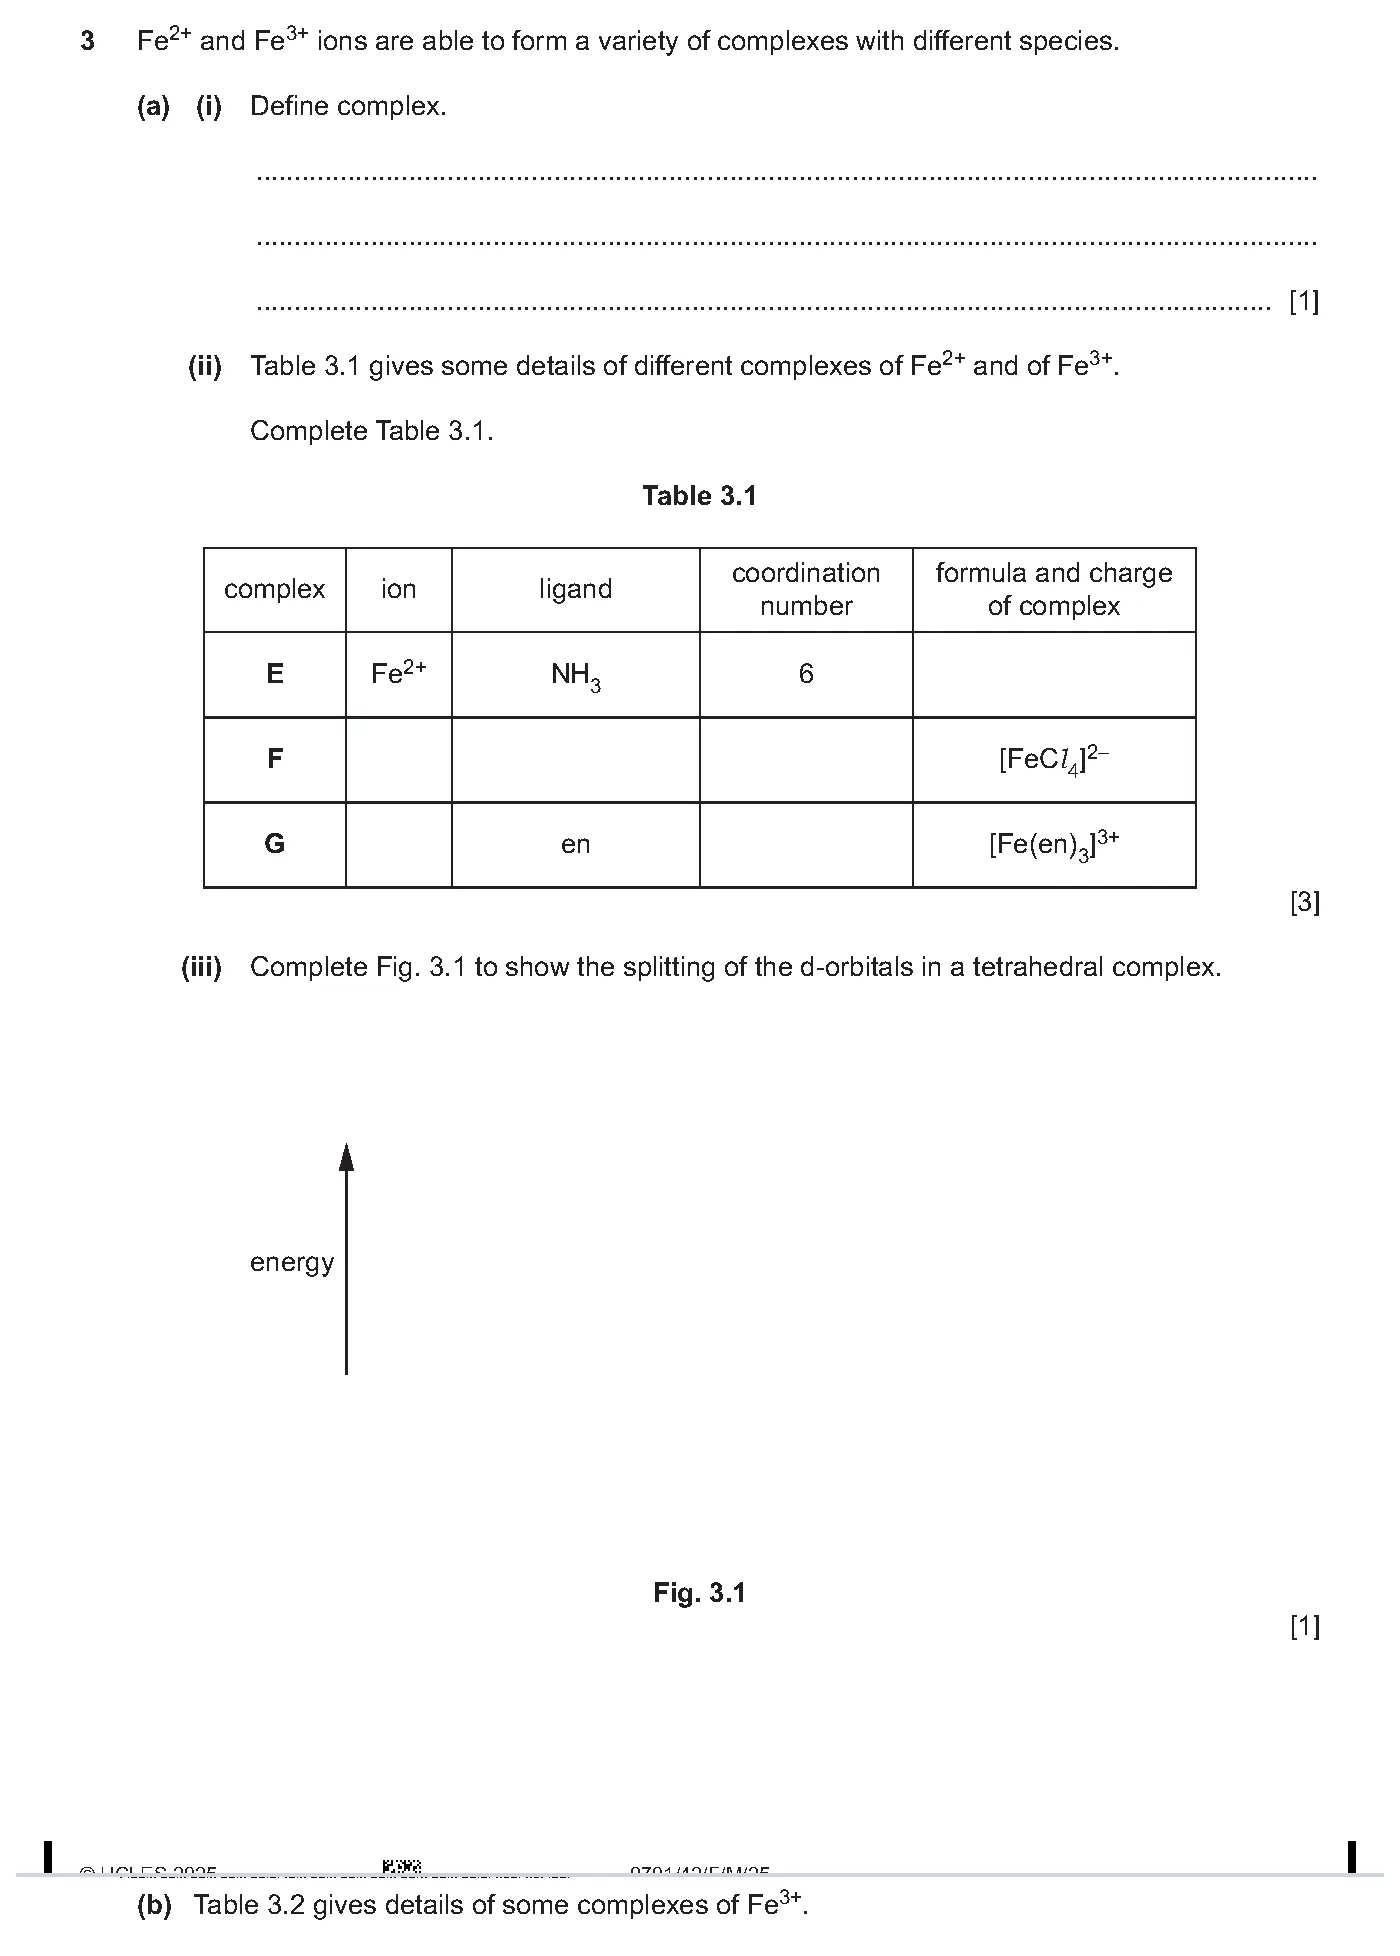 3 Fe2+ and Fe3+ ions are able to form a variety of complexes with different species.
(a) (i) Define complex.
..........................................................................................................................................
..........................................................................................................................................
.................................................................................................................................... [1]
(ii) Table 3.1 gives some details of different complexes of Fe2+ and of Fe3+.
Complete Table 3.1.
Table 3.1
complex ion ligand coordination number formula and charge of complex
E Fe2+ NH3 6
F [FeCl4]2–
G en [Fe(en)3]3+
[3]
(iii) Complete Fig. 3.1 to show the splitting of the d-orbitals in a tetrahedral complex.
energy
Fig. 3.1
[1]
(b) Table 3.2 gives details of some complexes of Fe3+.